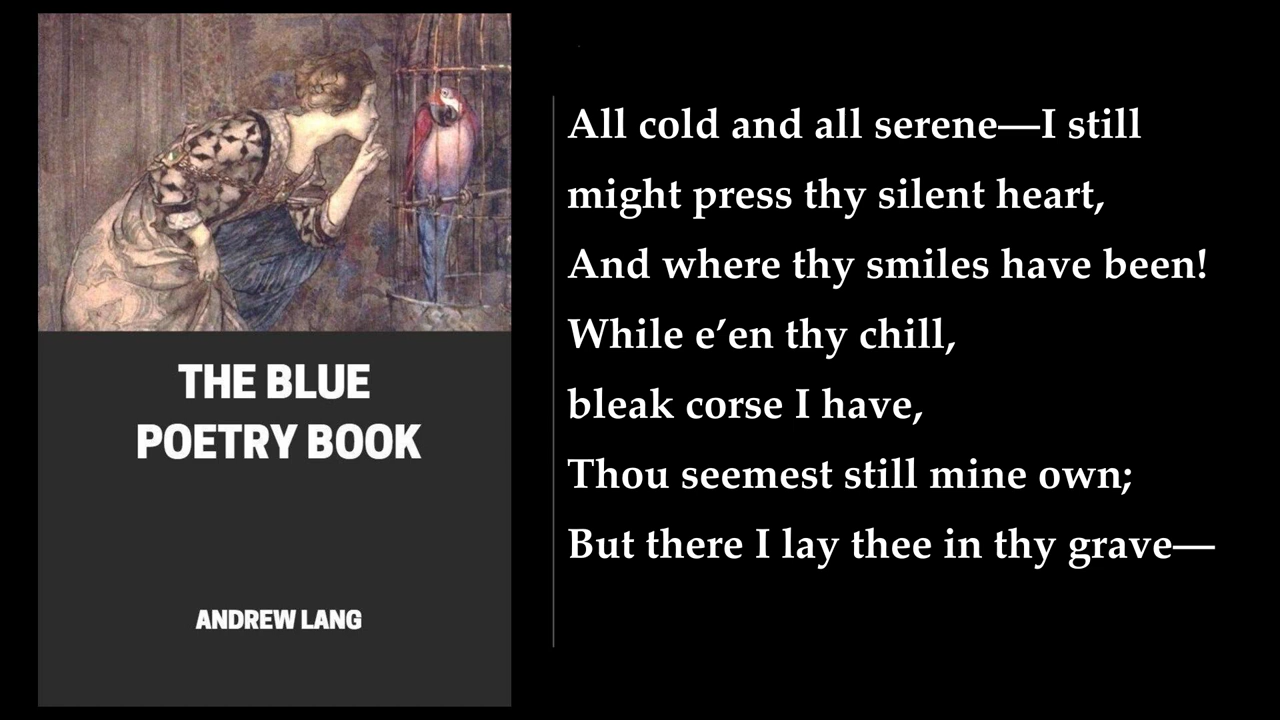 THE BLUE
POETRY BOOK
ANDREW LANG
All cold and all serene—I still
might press thy silent heart,
And where thy smiles have been!
While e’en thy chill,
bleak corse I have,
Thou seemest still mine own;
But there I lay thee in thy grave—